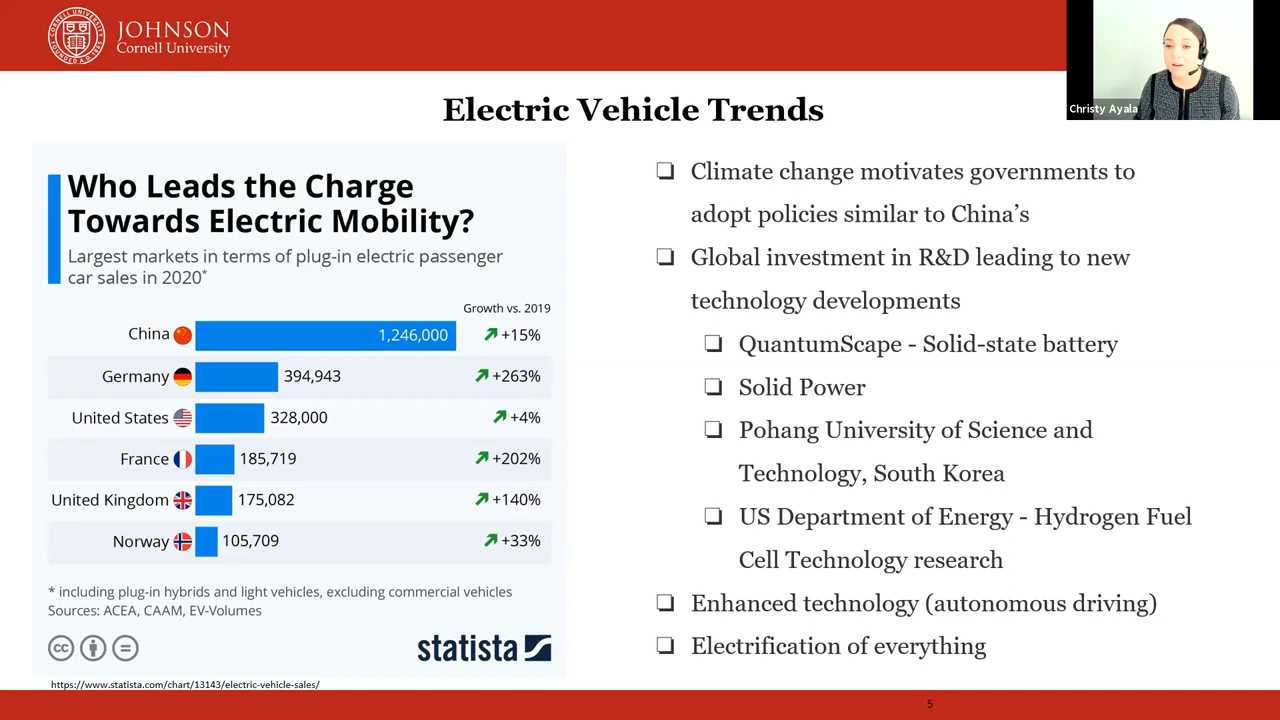 JOHNSON
Cornell University
Christy Ayala
Electric Vehicle Trends
Who Leads the Charge
Towards Electric Mobility?
Largest markets in terms of plug-in electric passenger
car sales in 2020*
Growth vs. 2019
China 1,246,000 +15%
Germany 394,943 +263%
United States 328,000 +4%
France 185,719 +202%
United Kingdom 175,082 +140%
Norway 105,709 +33%
* including plug-in hybrids and light vehicles, excluding commercial vehicles
Sources: ACEA, CAAM, EV-Volumes
cc
statista
https://www.statista.com/chart/13143/electric-vehicle-sales/
Climate change motivates governments to
adopt policies similar to China’s
Global investment in R&D leading to new
technology developments
QuantumScape - Solid-state battery
Solid Power
Pohang University of Science and
Technology, South Korea
US Department of Energy - Hydrogen Fuel
Cell Technology research
Enhanced technology (autonomous driving)
Electrification of everything
5